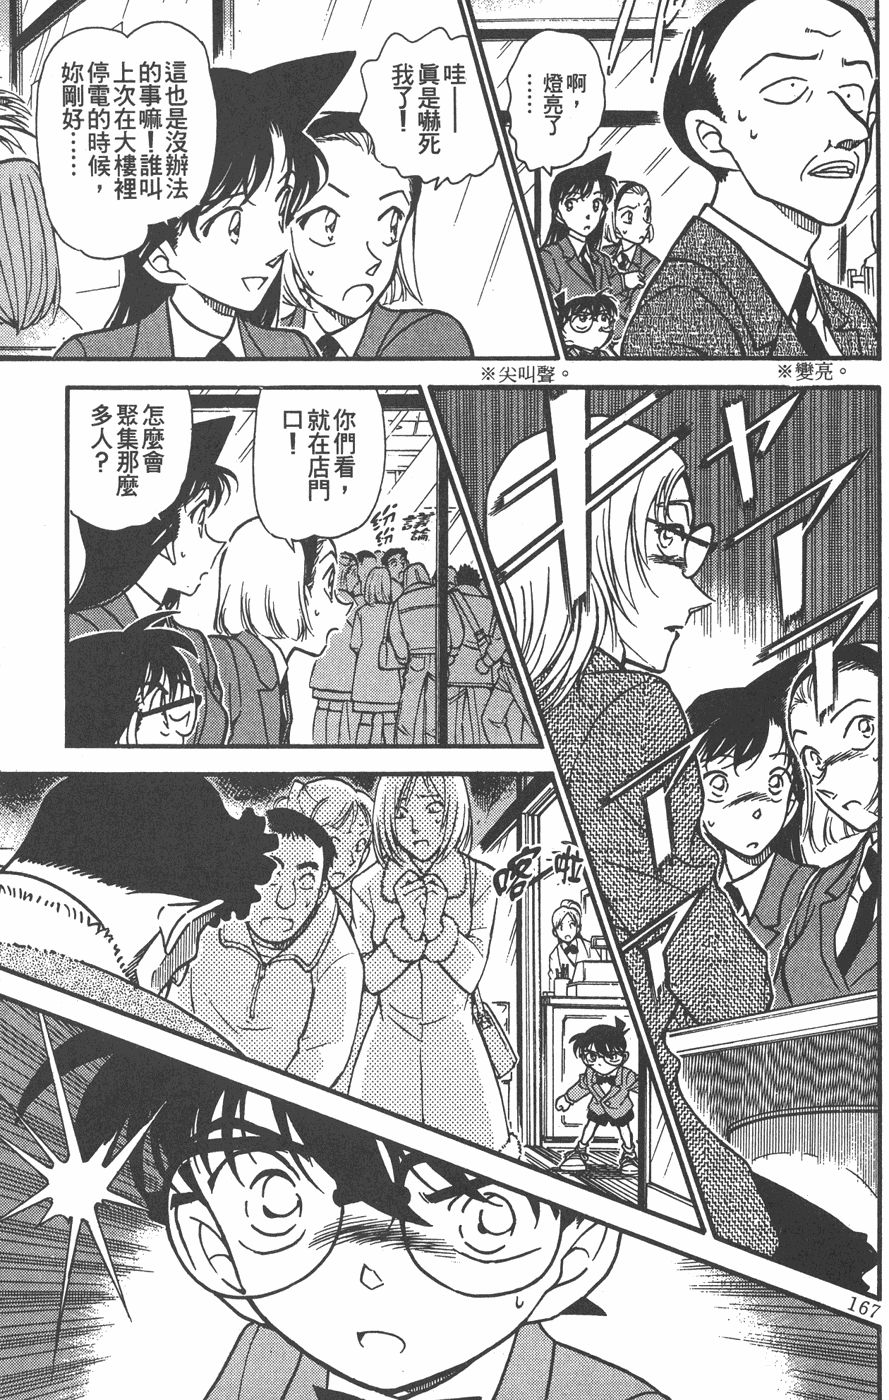 啊，
燈亮了
……
哇——
真是嚇死
我了！
這也是沒辦法
的事嘛！誰叫
上次在大樓裡
停電的時候，
妳剛好……
※變亮。
※尖叫聲。
你們看，
就在店門
口！
議論
紛紛
怎麼會
聚集那麼
多人？
喀啦
167